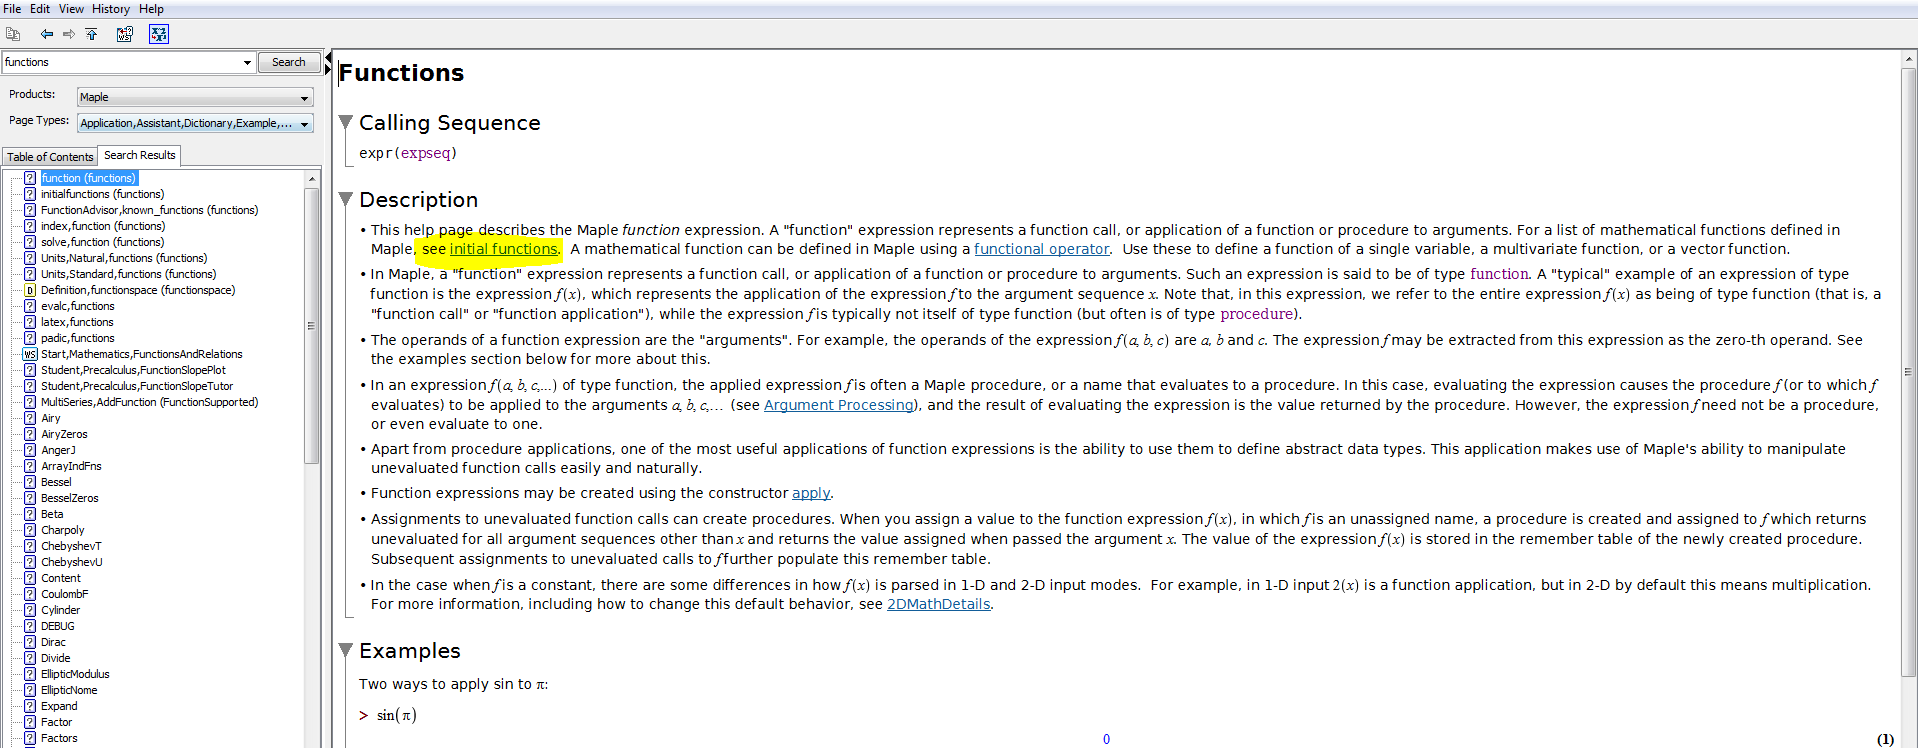 File Edit View History Help
functions
Search
Products:
Maple
Page Types:
Application,Assistant,Dictionary,Example,...
Table of Contents
Search Results
function (functions)
initialfunctions (functions)
FunctionAdvisor,known_functions (functions)
index,function (functions)
solve,function (functions)
Units,Natural,functions (functions)
Units,Standard,functions (functions)
Definition,functionspace (functionspace)
evalc,functions
latex,functions
padic,functions
Start,Mathematics,FunctionsAndRelations
Student,Precalculus,FunctionSlopePlot
Student,Precalculus,FunctionSlopeTutor
MultiSeries,AddFunction (FunctionSupported)
Airy
AiryZeros
AngerJ
ArrayIndFns
Bessel
BesselZeros
Beta
Charpoly
ChebyshevT
ChebyshevU
Content
CoulombF
Cylinder
DEBUG
Dirac
Divide
EllipticModulus
EllipticNome
Expand
Factor
Factors
Functions
Calling Sequence
expr(expseq)
Description
• This help page describes the Maple function expression. A "function" expression represents a function call, or application of a function or procedure to arguments. For a list of mathematical functions defined in
Maple, see initial functions. A mathematical function can be defined in Maple using a functional operator. Use these to define a function of a single variable, a multivariate function, or a vector function.
• In Maple, a "function" expression represents a function call, or application of a function or procedure to arguments. Such an expression is said to be of type function. A "typical" example of an expression of type
function is the expression f(x), which represents the application of the expression f to the argument sequence x. Note that, in this expression, we refer to the entire expression f(x) as being of type function (that is, a
"function call" or "function application"), while the expression f is typically not itself of type function (but often is of type procedure).
• The operands of a function expression are the "arguments". For example, the operands of the expression f(a, b, c) are a, b and c. The expression f may be extracted from this expression as the zero-th operand. See
the examples section below for more about this.
• In an expression f(a, b, c,...) of type function, the applied expression f is often a Maple procedure, or a name that evaluates to a procedure. In this case, evaluating the expression causes the procedure f (or to which f
evaluates) to be applied to the arguments a, b, c,... (see Argument Processing), and the result of evaluating the expression is the value returned by the procedure. However, the expression f need not be a procedure,
or even evaluate to one.
• Apart from procedure applications, one of the most useful applications of function expressions is the ability to use them to define abstract data types. This application makes use of Maple's ability to manipulate
unevaluated function calls easily and naturally.
• Function expressions may be created using the constructor apply.
• Assignments to unevaluated function calls can create procedures. When you assign a value to the function expression f(x), in which f is an unassigned name, a procedure is created and assigned to f which returns
unevaluated for all argument sequences other than x and returns the value assigned when passed the argument x. The value of the expression f(x) is stored in the remember table of the newly created procedure.
Subsequent assignments to unevaluated calls to f further populate this remember table.
• In the case when f is a constant, there are some differences in how f(x) is parsed in 1-D and 2-D input modes. For example, in 1-D input 2(x) is a function application, but in 2-D by default this means multiplication.
For more information, including how to change this default behavior, see 2DMathDetails.
Examples
Two ways to apply sin to π:
> sin(π)
0 (1)